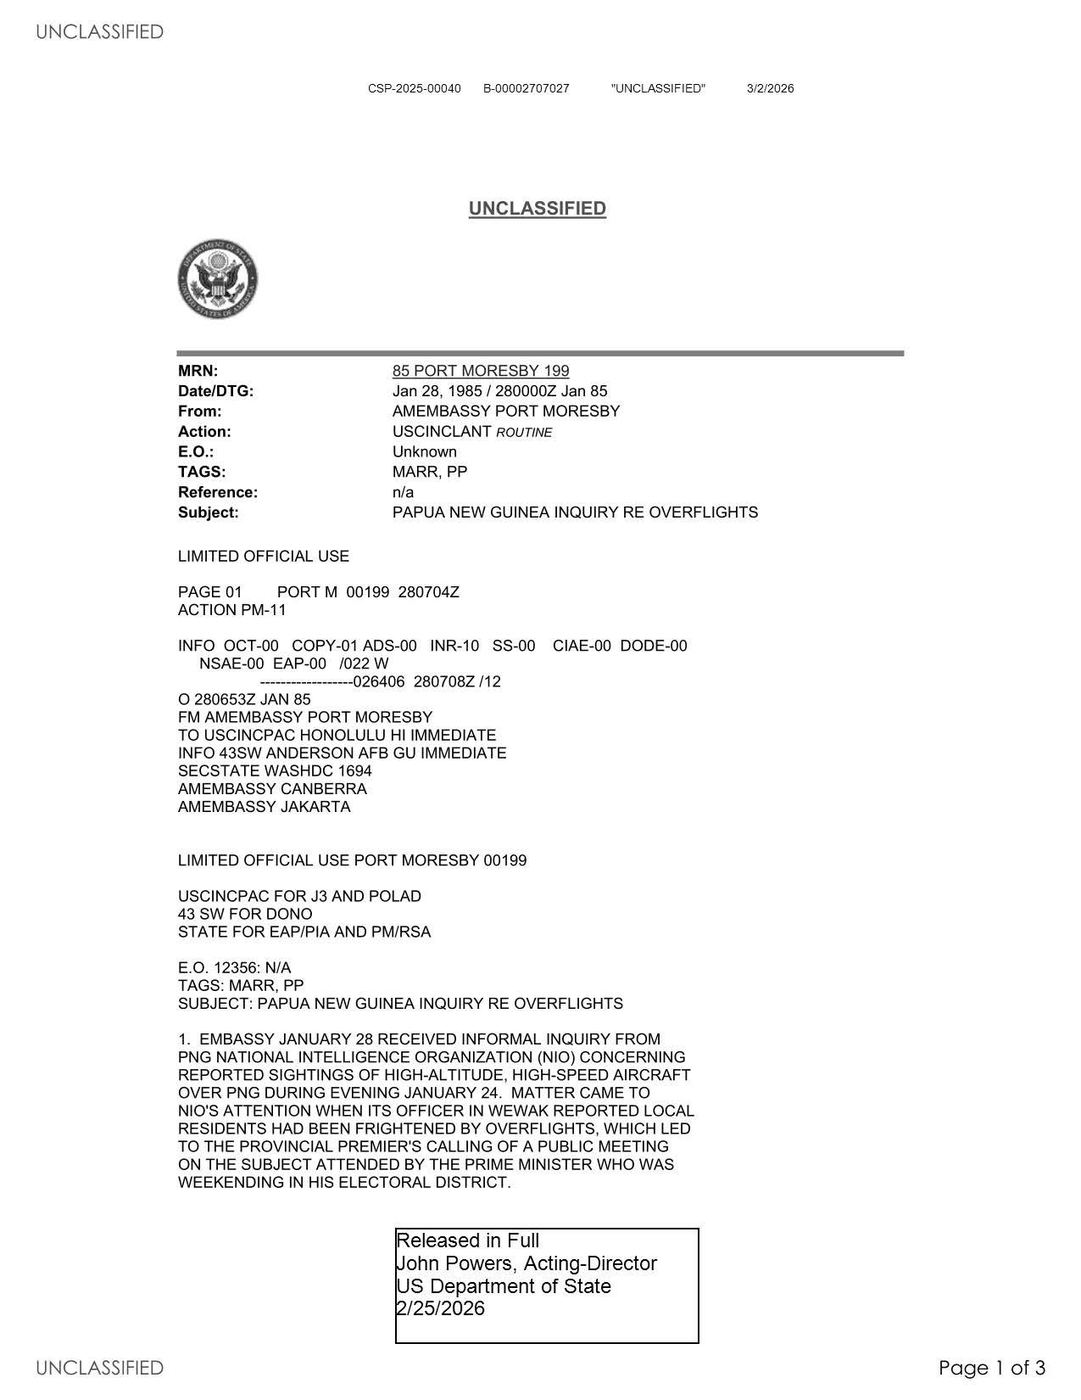 UNCLASSIFIED
CSP-2025-00040 B-00002707027 "UNCLASSIFIED" 3/2/2026
UNCLASSIFIED
DEPARTMENT OF STATE
UNITED STATES OF AMERICA
MRN: 85 PORT MORESBY 199
Date/DTG: Jan 28, 1985 / 280000Z Jan 85
From: AMEMBASSY PORT MORESBY
Action: USCINCLANT ROUTINE
E.O.: Unknown
TAGS: MARR, PP
Reference: n/a
Subject: PAPUA NEW GUINEA INQUIRY RE OVERFLIGHTS
LIMITED OFFICIAL USE
PAGE 01 PORT M 00199 280704Z
ACTION PM-11
INFO OCT-00 COPY-01 ADS-00 INR-10 SS-00 CIAE-00 DODE-00
NSAE-00 EAP-00 /022 W
------------------026406 280708Z /12
O 280653Z JAN 85
FM AMEMBASSY PORT MORESBY
TO USCINCPAC HONOLULU HI IMMEDIATE
INFO 43SW ANDERSON AFB GU IMMEDIATE
SECSTATE WASHDC 1694
AMEMBASSY CANBERRA
AMEMBASSY JAKARTA
LIMITED OFFICIAL USE PORT MORESBY 00199
USCINCPAC FOR J3 AND POLAD
43 SW FOR DONO
STATE FOR EAP/PIA AND PM/RSA
E.O. 12356: N/A
TAGS: MARR, PP
SUBJECT: PAPUA NEW GUINEA INQUIRY RE OVERFLIGHTS
1. EMBASSY JANUARY 28 RECEIVED INFORMAL INQUIRY FROM
PNG NATIONAL INTELLIGENCE ORGANIZATION (NIO) CONCERNING
REPORTED SIGHTINGS OF HIGH-ALTITUDE, HIGH-SPEED AIRCRAFT
OVER PNG DURING EVENING JANUARY 24. MATTER CAME TO
NIO'S ATTENTION WHEN ITS OFFICER IN WEWAK REPORTED LOCAL
RESIDENTS HAD BEEN FRIGHTENED BY OVERFLIGHTS, WHICH LED
TO THE PROVINCIAL PREMIER'S CALLING OF A PUBLIC MEETING
ON THE SUBJECT ATTENDED BY THE PRIME MINISTER WHO WAS
WEEKENDING IN HIS ELECTORAL DISTRICT.
Released in Full
John Powers, Acting-Director
US Department of State
2/25/2026
UNCLASSIFIED
Page 1 of 3